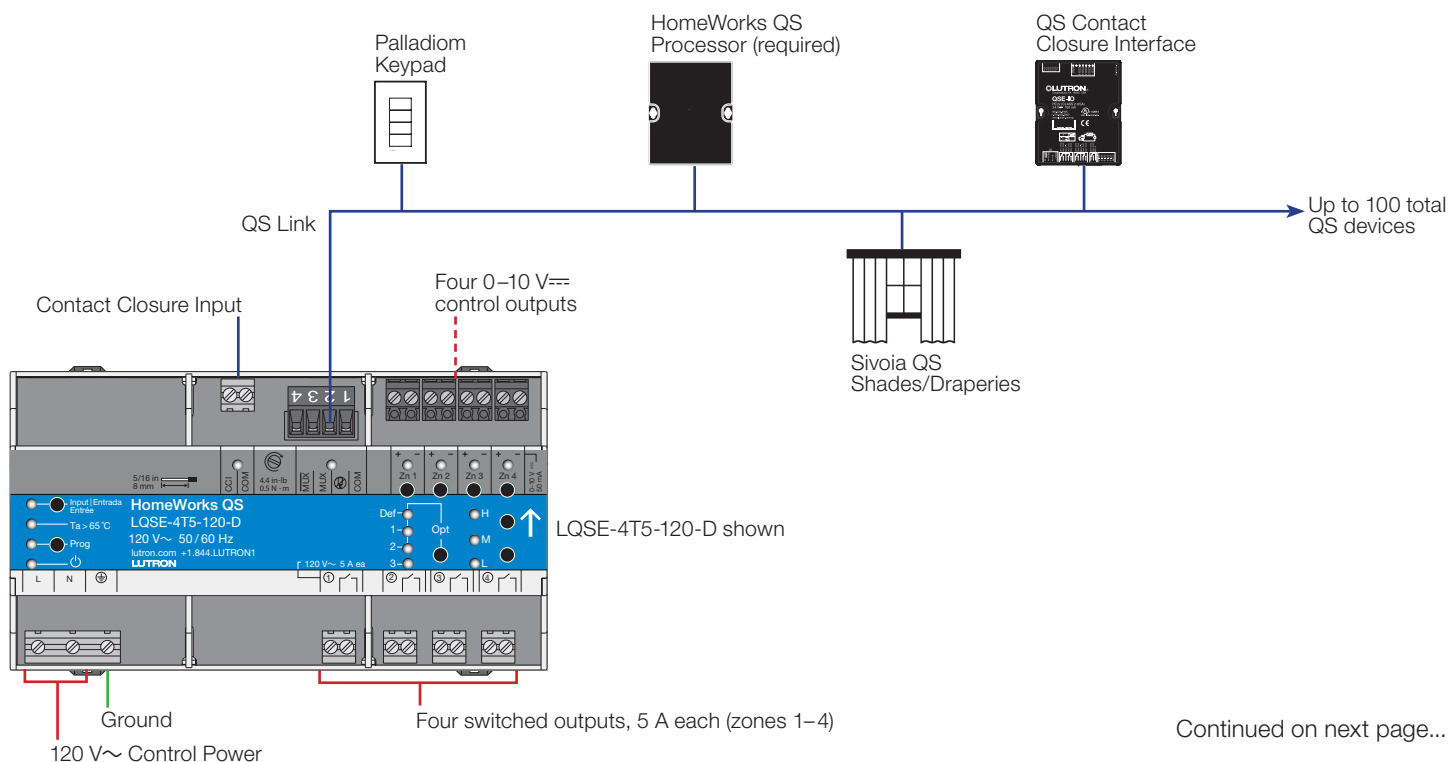 Palladiom
Keypad
HomeWorks QS
Processor (required)
QS Contact
Closure Interface
LUTRON
QSE-IO
QS Link
Up to 100 total
QS devices
Contact Closure Input
Four 0–10 V⎓
control outputs
Sivoia QS
Shades/Draperies
4 3 2 1
5/16 in
8 mm
CCI
COM
4.4 in-lb
0.5 N·m
MUX
MUX
COM
+ −
+ −
+ −
+ −
Zn 1
Zn 2
Zn 3
Zn 4
0-10 V⎓
50 mA
Input | Entrada
Entrée
Ta > 65 °C
Prog
HomeWorks QS
LQSE-4T5-120-D
120 V~ 50 / 60 Hz
lutron.com +1.844.LUTRON1
LUTRON
Def
1
2
3
Opt
H
M
L
LQSE-4T5-120-D shown
120 V~ 5 A ea
L
N
①
②
③
④
Ground
120 V~ Control Power
Four switched outputs, 5 A each (zones 1–4)
Continued on next page...